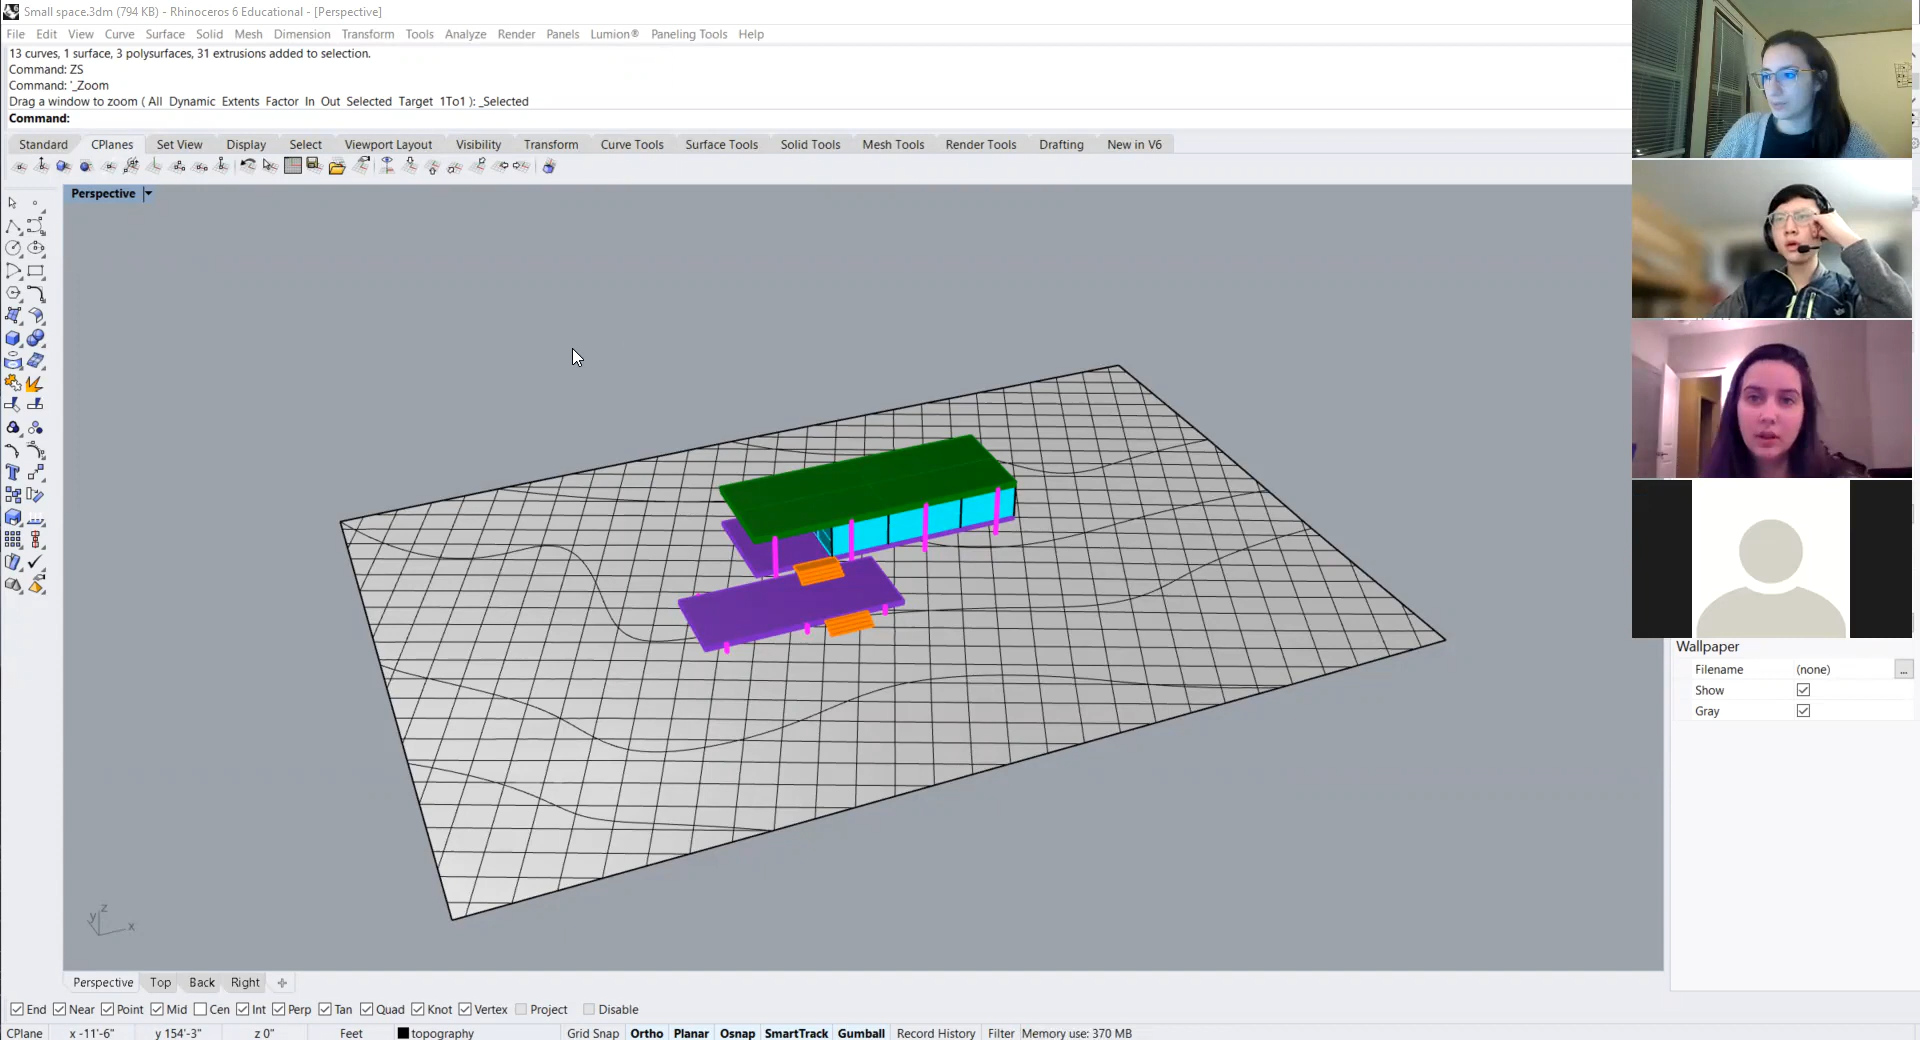 Small space.3dm (794 KB) - Rhinoceros 6 Educational - [Perspective]
File Edit View Curve Surface Solid Mesh Dimension Transform Tools Analyze Render Panels Lumion® Paneling Tools Help
13 curves, 1 surface, 3 polysurfaces, 31 extrusions added to selection.
Command: ZS
Command: '_Zoom
Drag a window to zoom ( All Dynamic Extents Factor In Out Selected Target 1To1 ): _Selected
Command:
Standard CPlanes Set View Display Select Viewport Layout Visibility Transform Curve Tools Surface Tools Solid Tools Mesh Tools Render Tools Drafting New in V6
Perspective
Wallpaper
Filename (none) ...
Show
Gray
z
y
x
Perspective Top Back Right
End Near Point Mid Cen Int Perp Tan Quad Knot Vertex Project Disable
CPlane x -11'-6" y 154'-3" z 0" Feet topography Grid Snap Ortho Planar Osnap SmartTrack Gumball Record History Filter Memory use: 370 MB